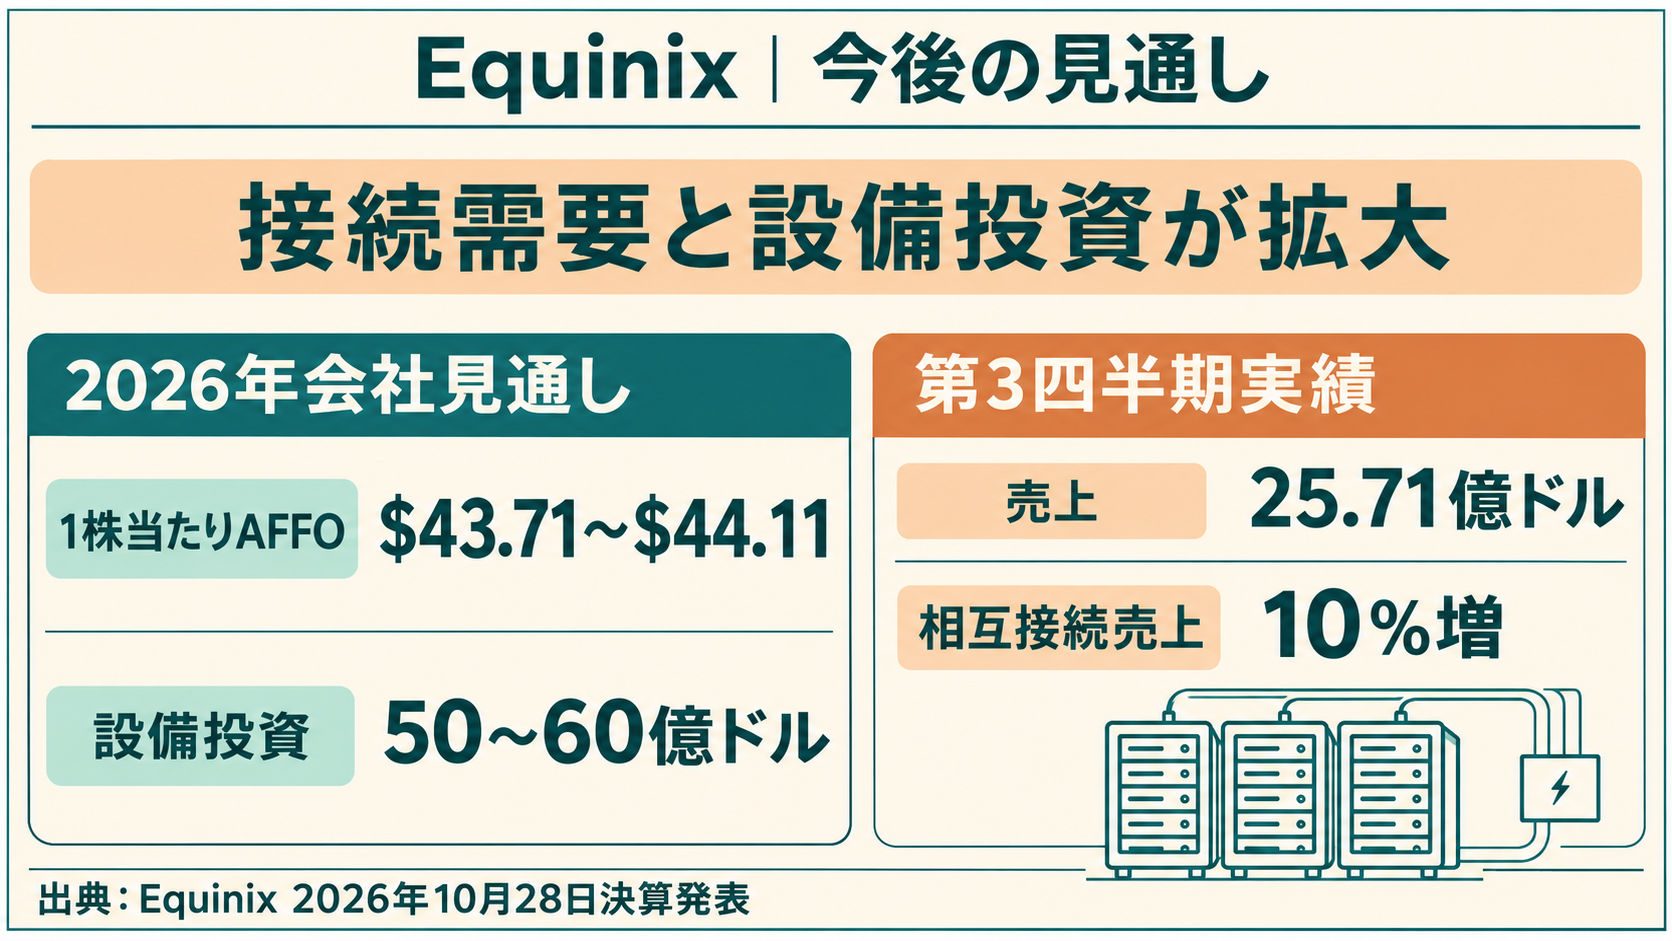 Equinix｜今後の見通し
接続需要と設備投資が拡大
2026年会社見通し
1株当たりAFFO $43.71～$44.11
設備投資 50～60億ドル
第3四半期実績
売上 25.71億ドル
相互接続売上 10%増
出典：Equinix 2026年10月28日決算発表